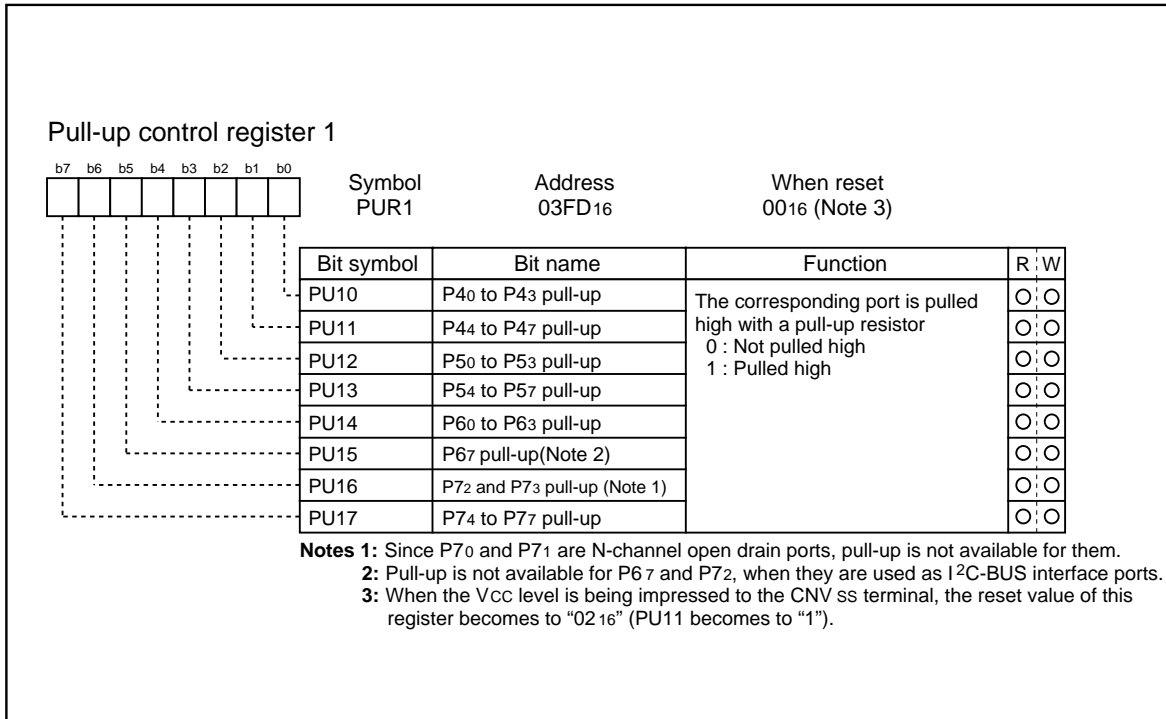 Pull-up control register 1
b7 b6 b5 b4 b3 b2 b1 b0
Symbol Address When reset
PUR1 03FD16 0016 (Note 3)
Bit symbol Bit name Function R W
PU10 P40 to P43 pull-up
PU11 P44 to P47 pull-up
PU12 P50 to P53 pull-up
PU13 P54 to P57 pull-up
PU14 P60 to P63 pull-up
PU15 P67 pull-up(Note 2)
PU16 P72 and P73 pull-up (Note 1)
PU17 P74 to P77 pull-up
The corresponding port is pulled
high with a pull-up resistor
0 : Not pulled high
1 : Pulled high
Notes 1: Since P70 and P71 are N-channel open drain ports, pull-up is not available for them.
2: Pull-up is not available for P67 and P72, when they are used as I2C-BUS interface ports.
3: When the VCC level is being impressed to the CNVSS terminal, the reset value of this
register becomes to “0216” (PU11 becomes to “1”).